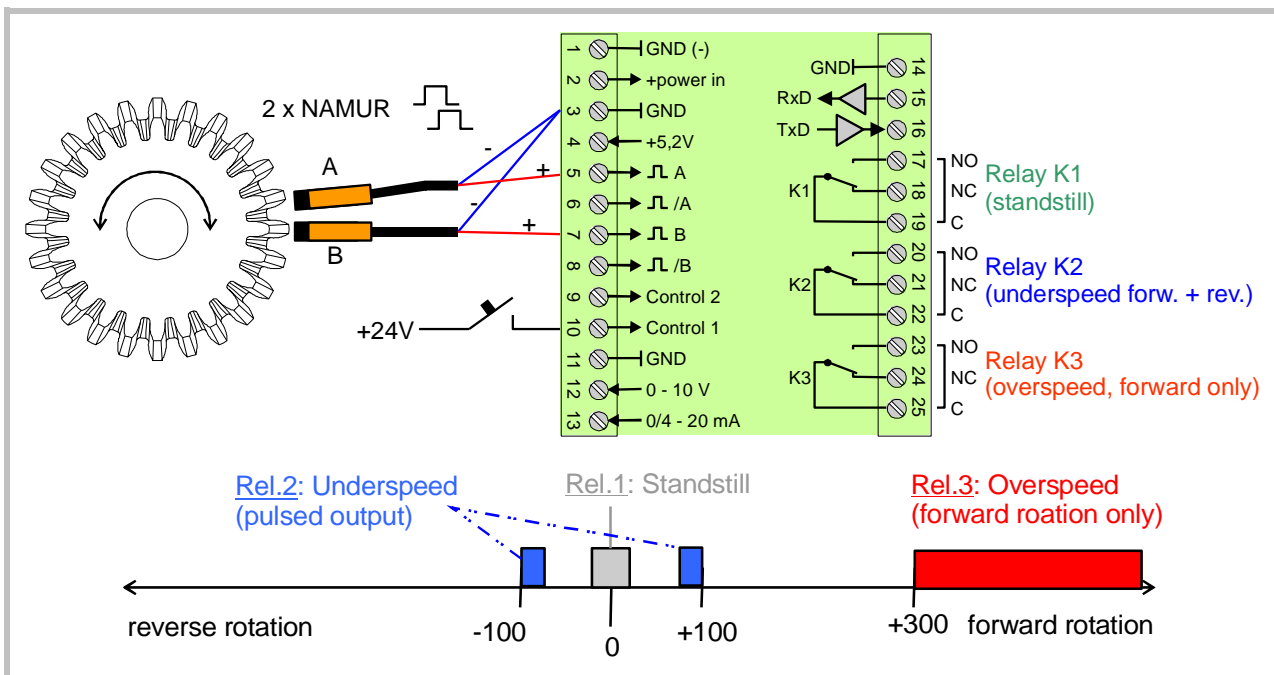 2 x NAMUR
A
B
-
-
+
+
+24V
1 GND (-)
2 +power in
3 GND
4 +5,2V
5 A
6 /A
7 B
8 /B
9 Control 2
10 Control 1
11 GND
12 0 - 10 V
13 0/4 - 20 mA
GND 14
RxD 15
TxD 16
17 NO
K1 18 NC
19 C
Relay K1
(standstill)
20 NO
K2 21 NC
22 C
Relay K2
(underspeed forw. + rev.)
23 NO
K3 24 NC
25 C
Relay K3
(overspeed, forward only)
Rel.2: Underspeed
(pulsed output)
Rel.1: Standstill
Rel.3: Overspeed
(forward roation only)
reverse rotation
-100
0
+100
+300
forward rotation